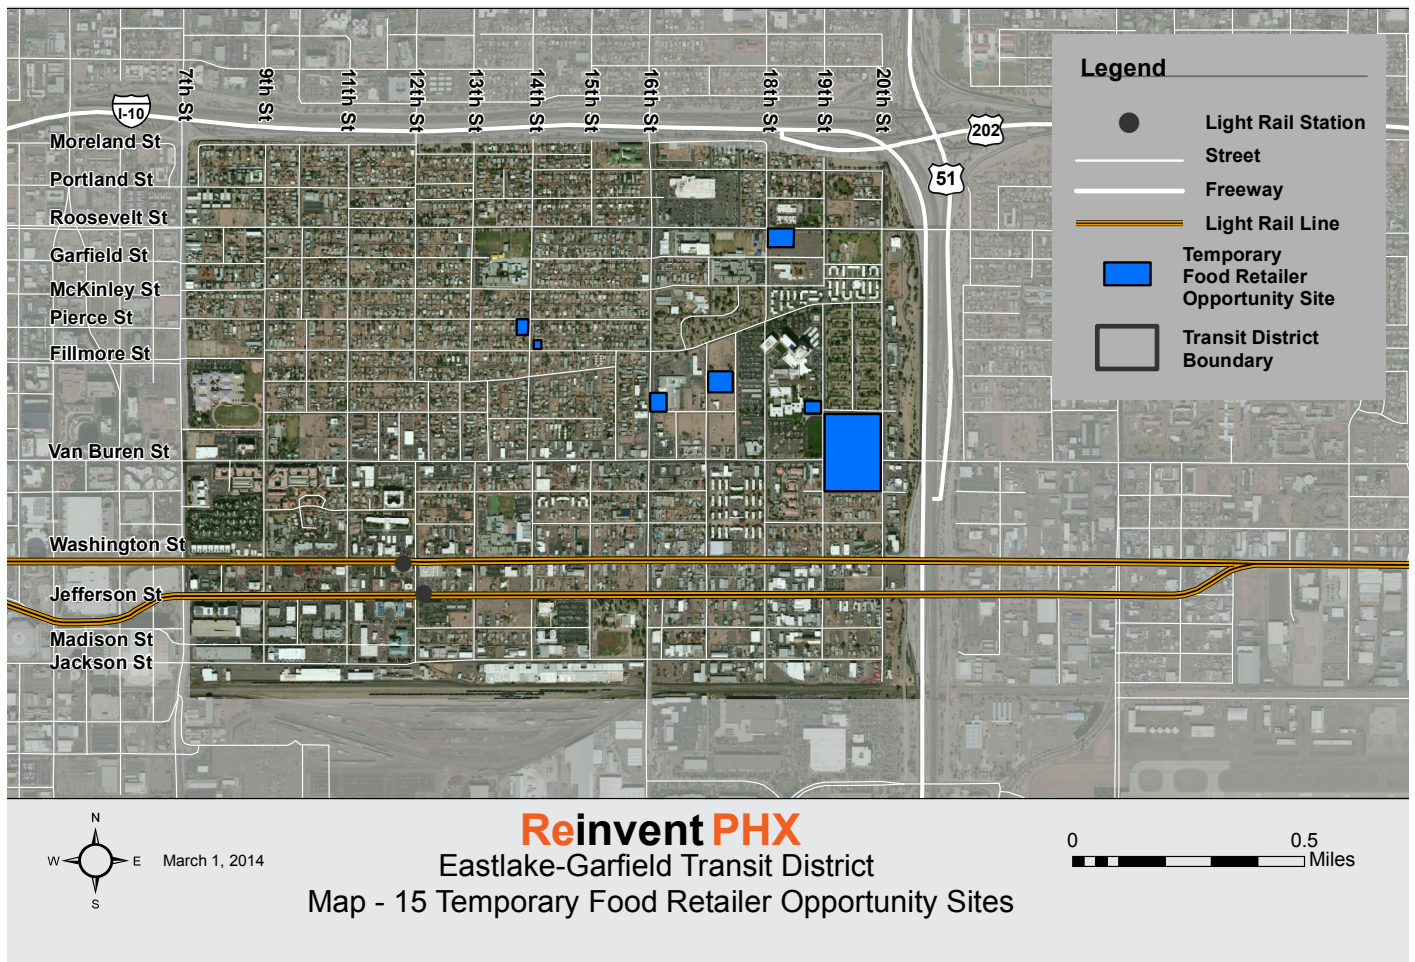 7th St
9th St
11th St
12th St
13th St
14th St
15th St
16th St
18th St
19th St
20th St
I-10
202
51
Moreland St
Portland St
Roosevelt St
Garfield St
McKinley St
Pierce St
Fillmore St
Van Buren St
Washington St
Jefferson St
Madison St
Jackson St
Legend
Light Rail Station
Street
Freeway
Light Rail Line
Temporary
Food Retailer
Opportunity Site
Transit District
Boundary
N
W
E
S
March 1, 2014
Reinvent PHX
Eastlake-Garfield Transit District
Map - 15 Temporary Food Retailer Opportunity Sites
0
0.5
Miles